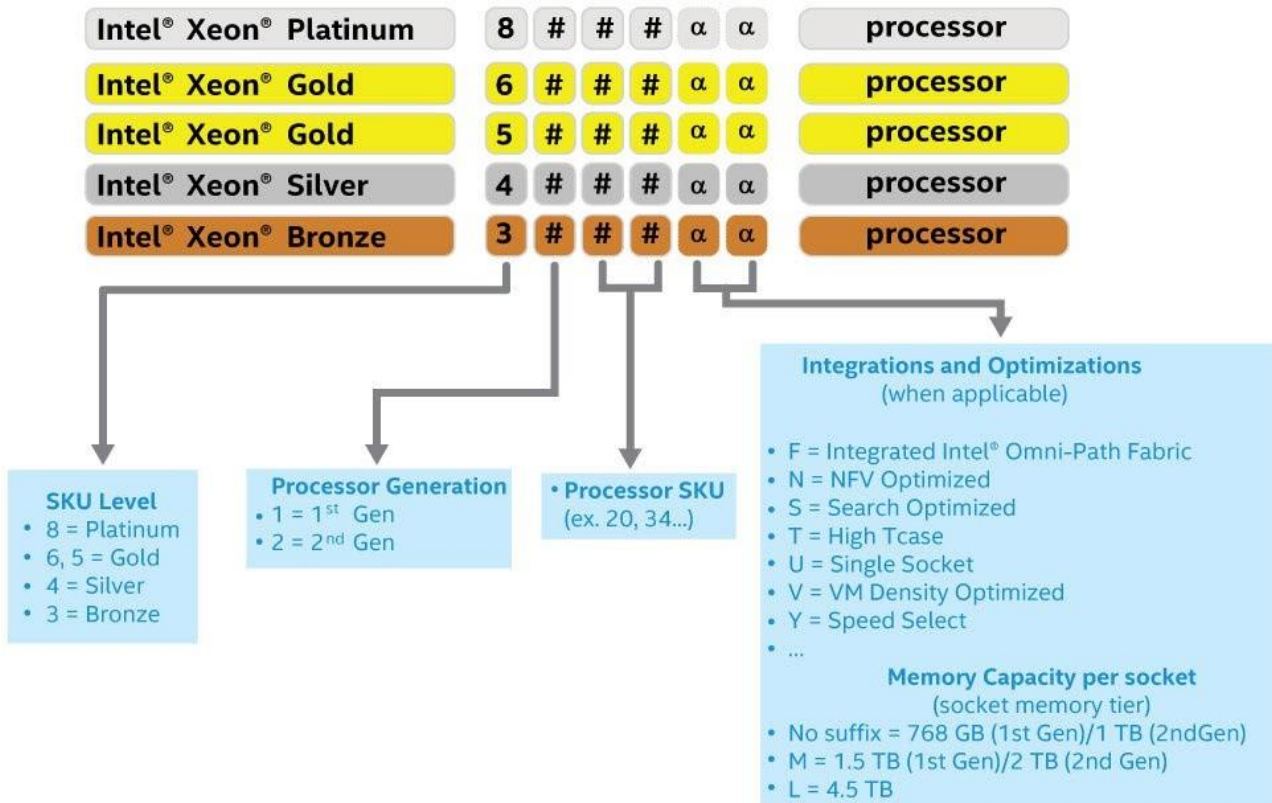 Intel® Xeon® Platinum 8 # # # α α processor
Intel® Xeon® Gold 6 # # # α α processor
Intel® Xeon® Gold 5 # # # α α processor
Intel® Xeon® Silver 4 # # # α α processor
Intel® Xeon® Bronze 3 # # # α α processor
SKU Level
• 8 = Platinum
• 6, 5 = Gold
• 4 = Silver
• 3 = Bronze
Processor Generation
• 1 = 1st Gen
• 2 = 2nd Gen
• Processor SKU
(ex. 20, 34...)
Integrations and Optimizations
(when applicable)
• F = Integrated Intel® Omni-Path Fabric
• N = NFV Optimized
• S = Search Optimized
• T = High Tcase
• U = Single Socket
• V = VM Density Optimized
• Y = Speed Select
• ...
Memory Capacity per socket
(socket memory tier)
• No suffix = 768 GB (1st Gen)/1 TB (2ndGen)
• M = 1.5 TB (1st Gen)/2 TB (2nd Gen)
• L = 4.5 TB